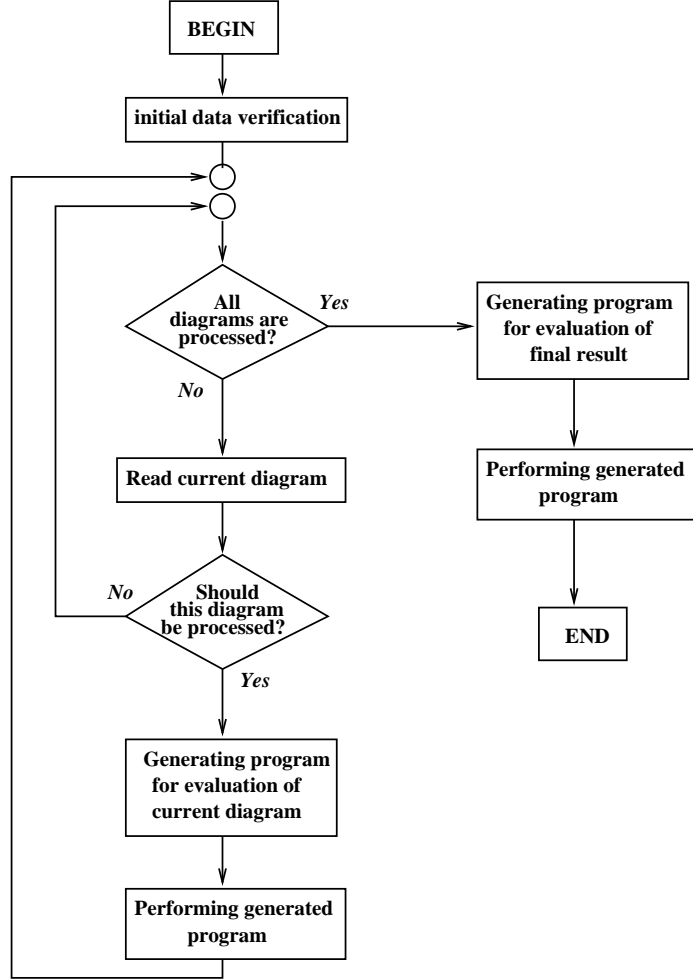 BEGIN
initial data verification
All
diagrams are
processed?
Yes
No
Generating program
for evaluation of
final result
Read current diagram
Performing generated
program
Should
this diagram
be processed?
No
Yes
END
Generating program
for evaluation of
current diagram
Performing generated
program